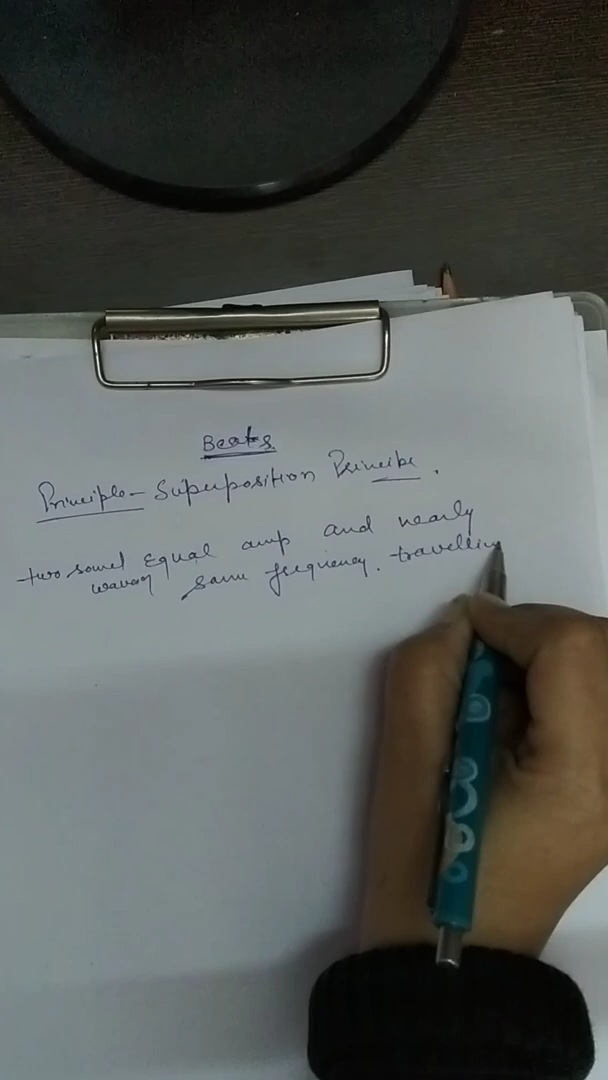 Beats
Principle - Superposition Principle.
two sound equal amp and nearly
waves same frequency. travelling